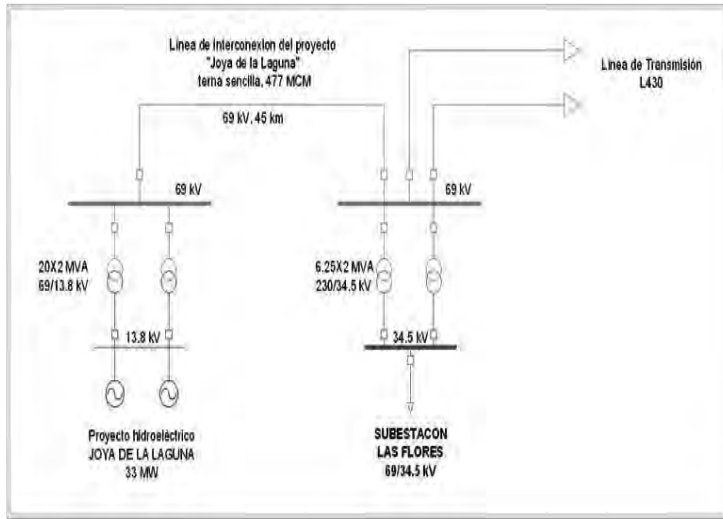 Línea de interconexion del proyecto
"Joya de la Laguna"
terna sencilla, 477 MCM
69 kV, 45 km
Línea de Transmisión
L430
69 kV
69 kV
20X2 MVA
69/13.8 kV
6.25X2 MVA
230/34.5 kV
13.8 kV
34.5 kV
Proyecto hidroeléctrico
JOYA DE LA LAGUNA
33 MW
SUBESTACON
LAS FLORES
69/34.5 kV